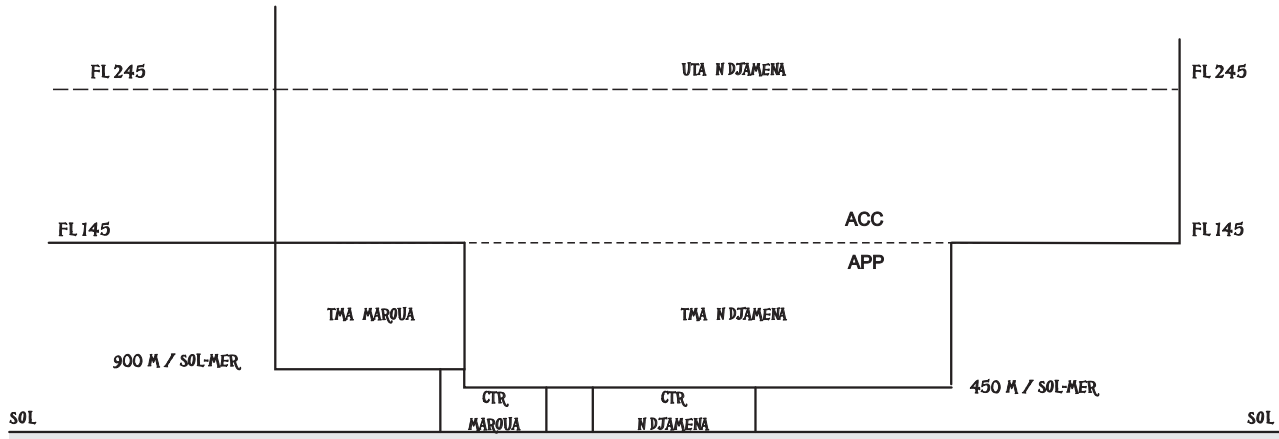 FL 245
UTA N DJAMENA
FL 245
ACC
FL 145
FL 145
APP
TMA MAROUA
TMA N DJAMENA
900 M / SOL-MER
450 M / SOL-MER
CTR
MAROUA
CTR
N DJAMENA
SOL
SOL